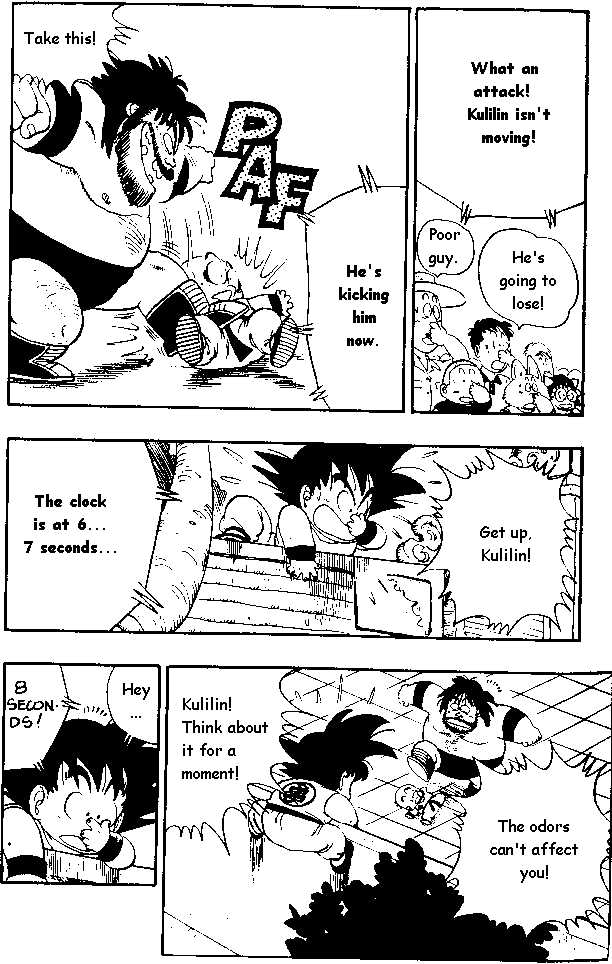 Take this!
PAF
He's
kicking
him
now.
What an
attack!
Kulilin isn't
moving!
Poor
guy.
He's
going to
lose!
The clock
is at 6...
7 seconds...
Get up,
Kulilin!
8
SECON-
DS!
Hey
...
Kulilin!
Think about
it for a
moment!
The odors
can't affect
you!